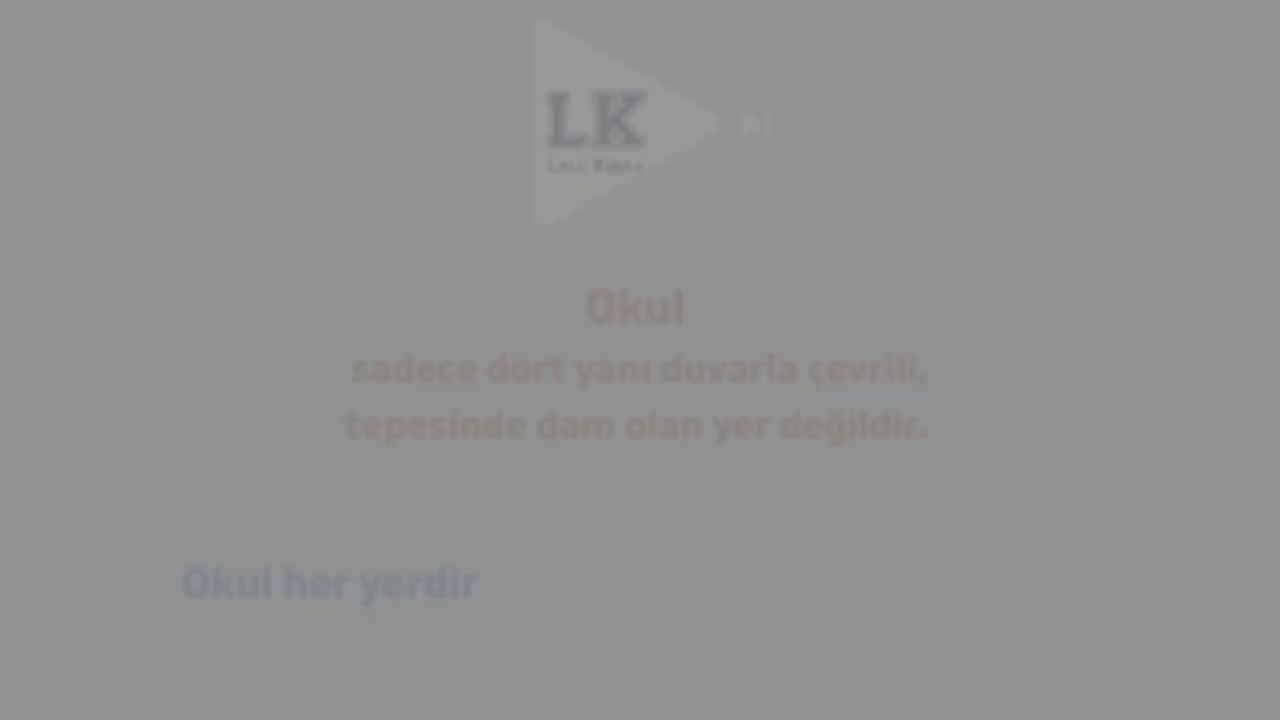 LK
Okul
sadece dört yanı duvarla çevrili,
tepesinde dam olan yer değildir.
Okul her yerdir